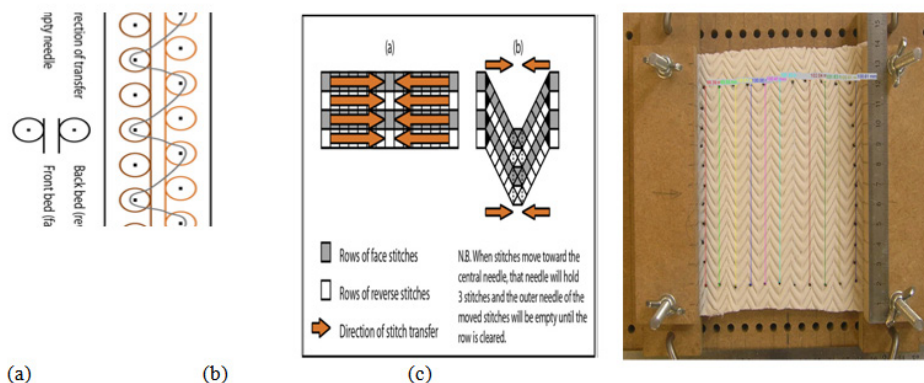 rection of transfer
mpty needle
Back bed (re
Front bed (fa
(a)
(b)
Rows of face stitches
Rows of reverse stitches
Direction of stitch transfer
N.B. When stitches move toward the
central needle, that needle will hold
3 stitches and the outer needle of the
moved stitches will be empty until the
row is cleared.
(a)
(b)
(c)